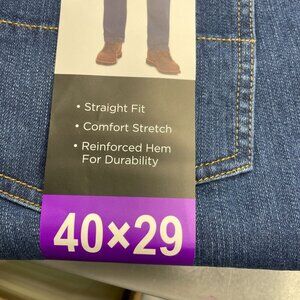 • Straight Fit
• Comfort Stretch
• Reinforced Hem
For Durability
40×29